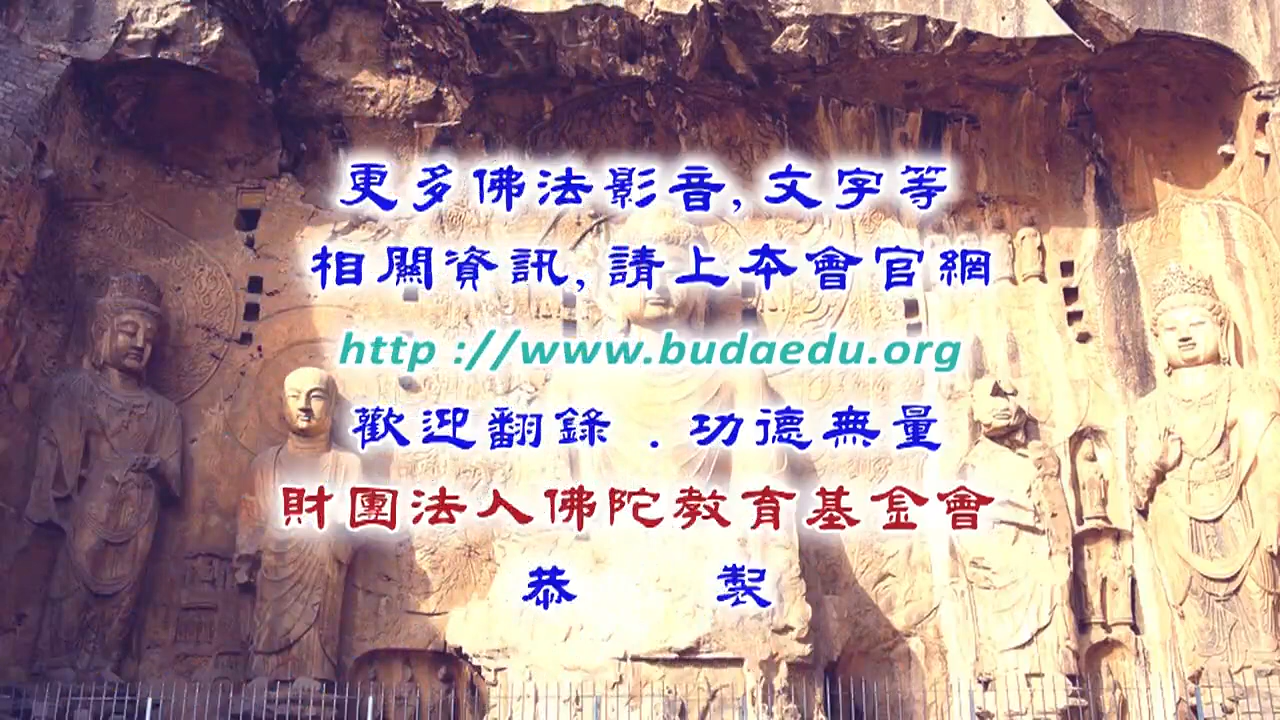 更多佛法影音,文字等
相關資訊,請上本會官網
http ://www.budaedu.org
歡迎翻錄 . 功德無量
財團法人佛陀教育基金會
恭 製